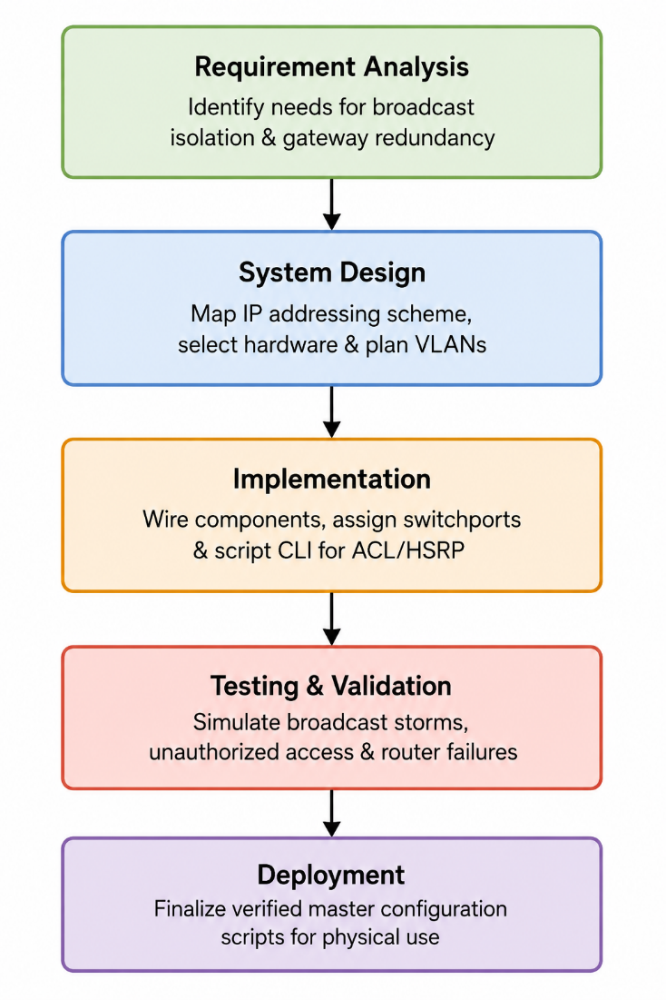 Requirement Analysis
Identify needs for broadcast
isolation & gateway redundancy
System Design
Map IP addressing scheme,
select hardware & plan VLANs
Implementation
Wire components, assign switchports
& script CLI for ACL/HSRP
Testing & Validation
Simulate broadcast storms,
unauthorized access & router failures
Deployment
Finalize verified master configuration
scripts for physical use